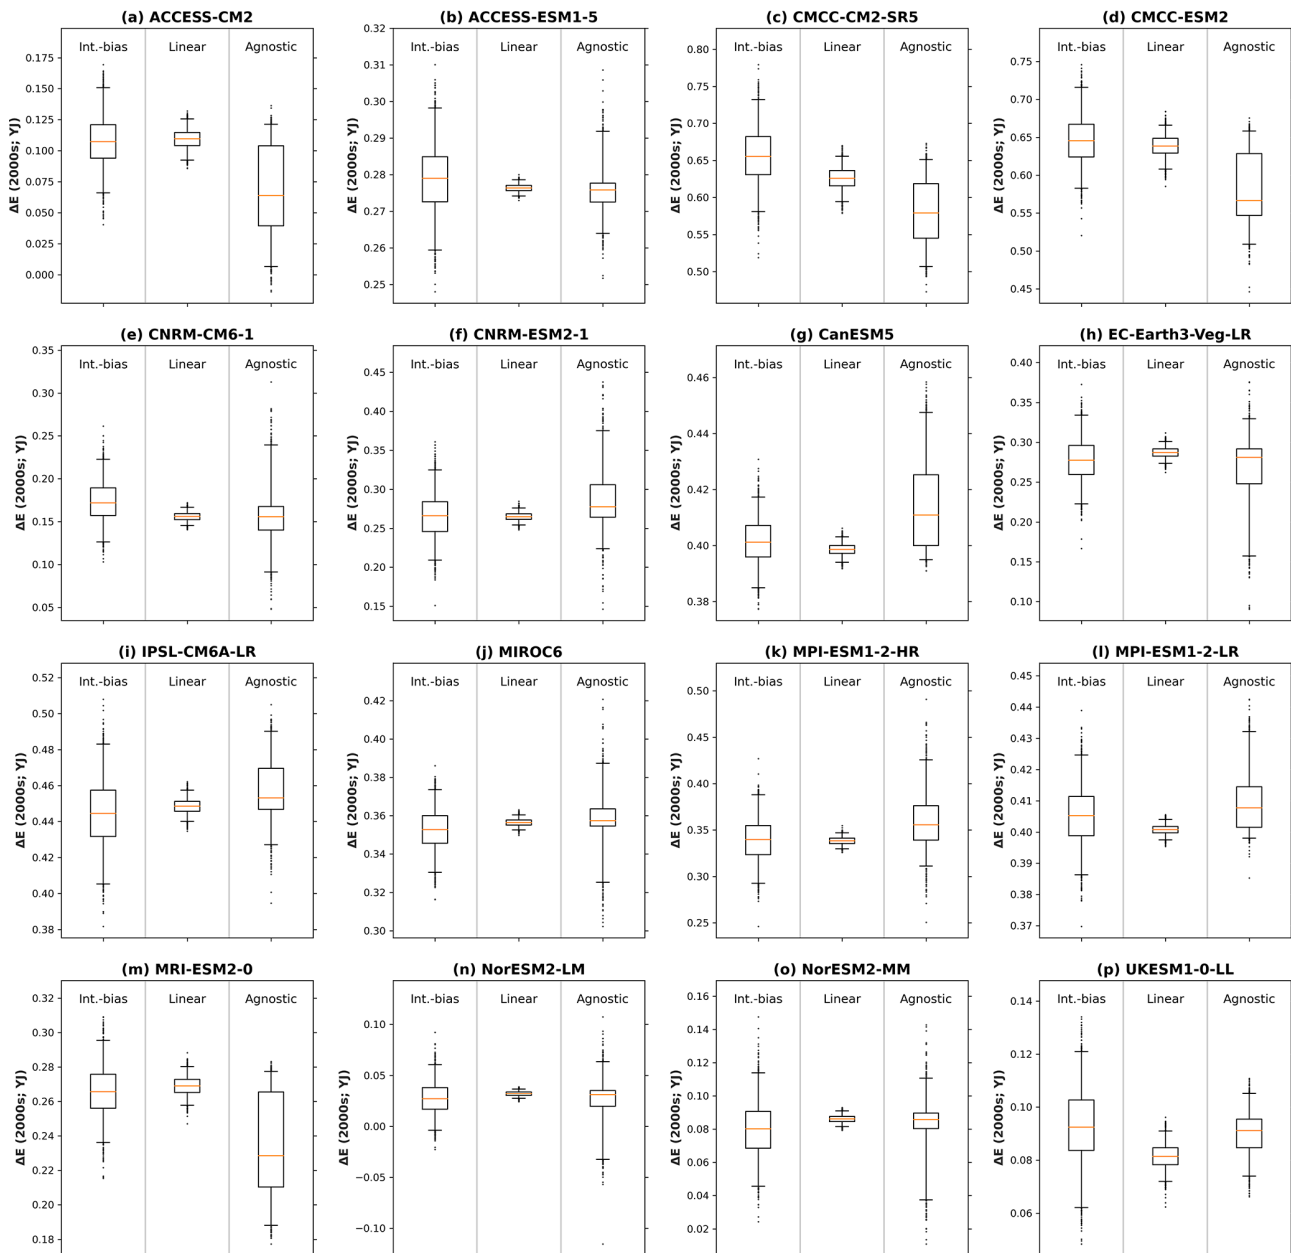 (a) ACCESS-CM2
Int.-bias Linear Agnostic
ΔE (2000s; YJ)
0.175
0.150
0.125
0.100
0.075
0.050
0.025
0.000
(b) ACCESS-ESM1-5
Int.-bias Linear Agnostic
ΔE (2000s; YJ)
0.32
0.31
0.30
0.29
0.28
0.27
0.26
0.25
(c) CMCC-CM2-SR5
Int.-bias Linear Agnostic
ΔE (2000s; YJ)
0.80
0.75
0.70
0.65
0.60
0.55
0.50
(d) CMCC-ESM2
Int.-bias Linear Agnostic
ΔE (2000s; YJ)
0.75
0.70
0.65
0.60
0.55
0.50
0.45
(e) CNRM-CM6-1
Int.-bias Linear Agnostic
ΔE (2000s; YJ)
0.35
0.30
0.25
0.20
0.15
0.10
0.05
(f) CNRM-ESM2-1
Int.-bias Linear Agnostic
ΔE (2000s; YJ)
0.45
0.40
0.35
0.30
0.25
0.20
0.15
(g) CanESM5
Int.-bias Linear Agnostic
ΔE (2000s; YJ)
0.46
0.44
0.42
0.40
0.38
(h) EC-Earth3-Veg-LR
Int.-bias Linear Agnostic
ΔE (2000s; YJ)
0.40
0.35
0.30
0.25
0.20
0.15
0.10
(i) IPSL-CM6A-LR
Int.-bias Linear Agnostic
ΔE (2000s; YJ)
0.52
0.50
0.48
0.46
0.44
0.42
0.40
0.38
(j) MIROC6
Int.-bias Linear Agnostic
ΔE (2000s; YJ)
0.42
0.40
0.38
0.36
0.34
0.32
0.30
(k) MPI-ESM1-2-HR
Int.-bias Linear Agnostic
ΔE (2000s; YJ)
0.50
0.45
0.40
0.35
0.30
0.25
(l) MPI-ESM1-2-LR
Int.-bias Linear Agnostic
ΔE (2000s; YJ)
0.45
0.44
0.43
0.42
0.41
0.40
0.39
0.38
0.37
(m) MRI-ESM2-0
Int.-bias Linear Agnostic
ΔE (2000s; YJ)
0.32
0.30
0.28
0.26
0.24
0.22
0.20
0.18
(n) NorESM2-LM
Int.-bias Linear Agnostic
ΔE (2000s; YJ)
0.10
0.05
0.00
−0.05
−0.10
(o) NorESM2-MM
Int.-bias Linear Agnostic
ΔE (2000s; YJ)
0.16
0.14
0.12
0.10
0.08
0.06
0.04
0.02
(p) UKESM1-0-LL
Int.-bias Linear Agnostic
ΔE (2000s; YJ)
0.14
0.12
0.10
0.08
0.06